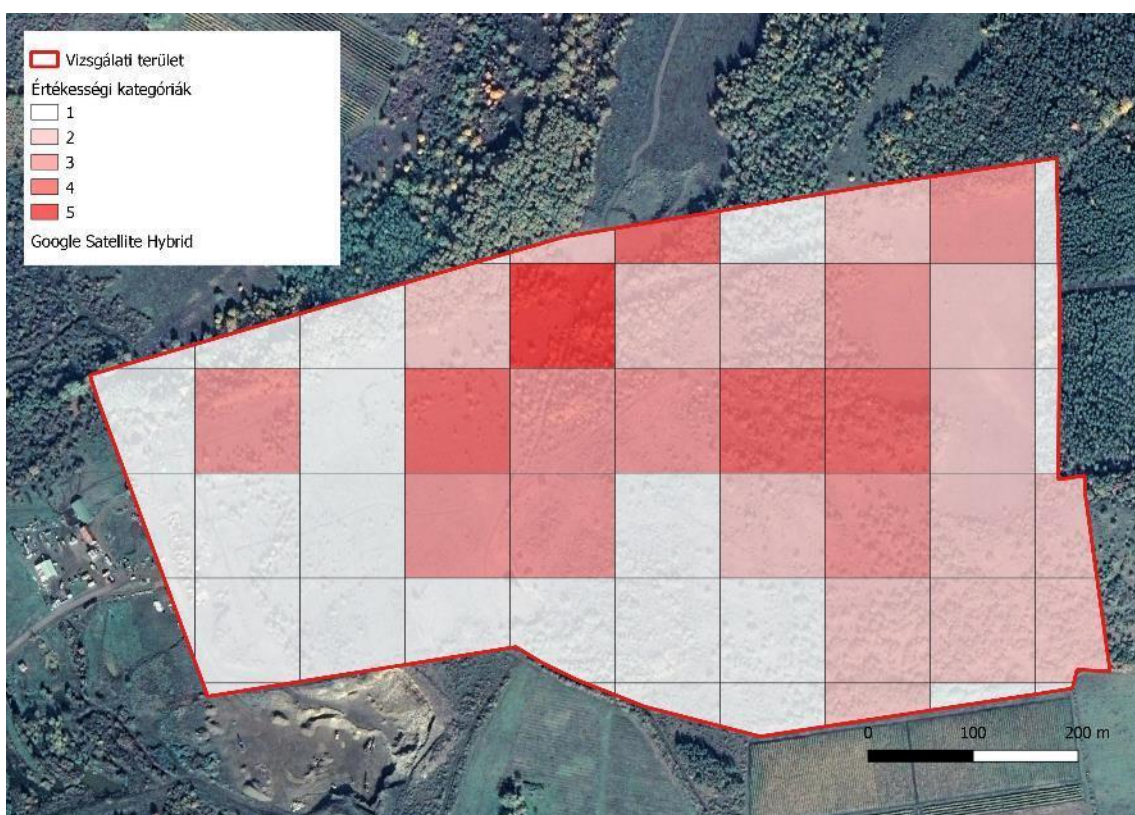 Vizsgálati terület
Értékességi kategóriák
1
2
3
4
5
Google Satellite Hybrid
0 100 200 m